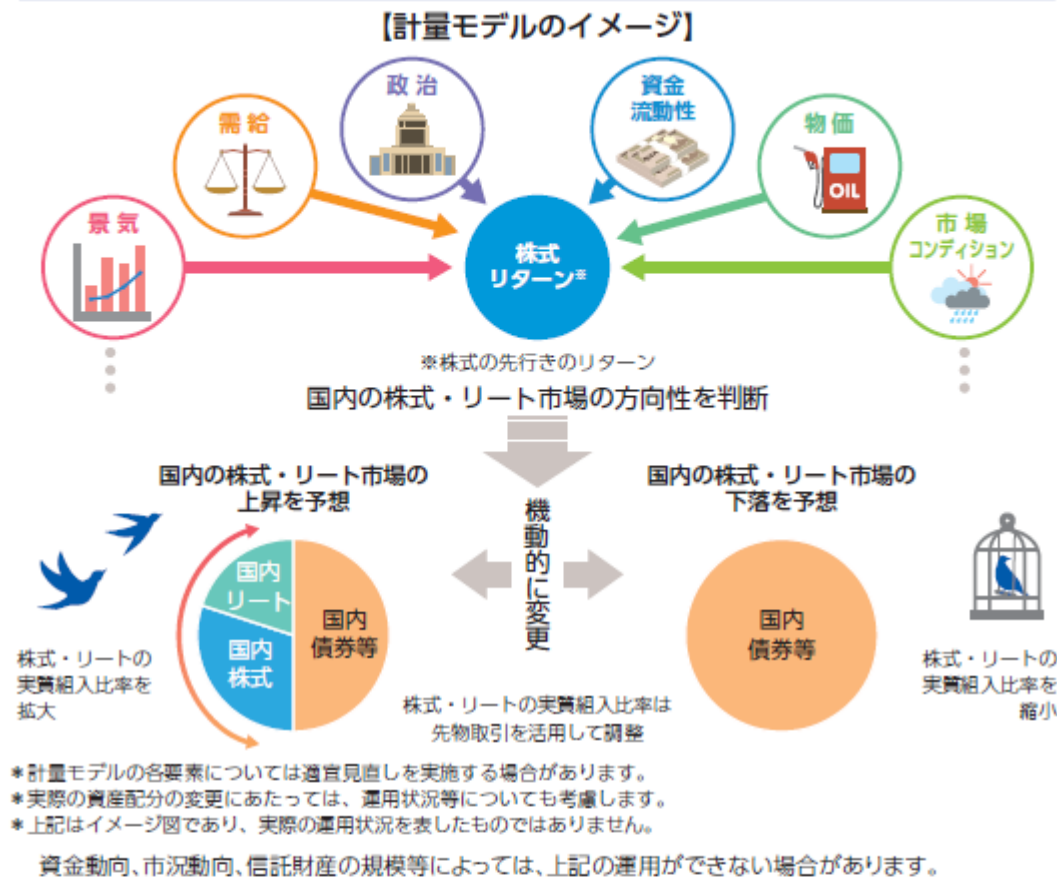 【計量モデルのイメージ】
政治
資金
流動性
需給
物価
OIL
景気
市場
コンディション
株式
リターン※
※株式の先行きのリターン
国内の株式・リート市場の方向性を判断
国内の株式・リート市場の
上昇を予想
国内の株式・リート市場の
下落を予想
機動的に変更
国内
リート
国内
株式
国内
債券等
国内
債券等
株式・リートの
実質組入比率を
拡大
株式・リートの
実質組入比率を
縮小
株式・リートの実質組入比率は
先物取引を活用して調整
＊計量モデルの各要素については適宜見直しを実施する場合があります。
＊実際の資産配分の変更にあたっては、運用状況等についても考慮します。
＊上記はイメージ図であり、実際の運用状況を表したものではありません。
資金動向、市況動向、信託財産の規模等によっては、上記の運用ができない場合があります。